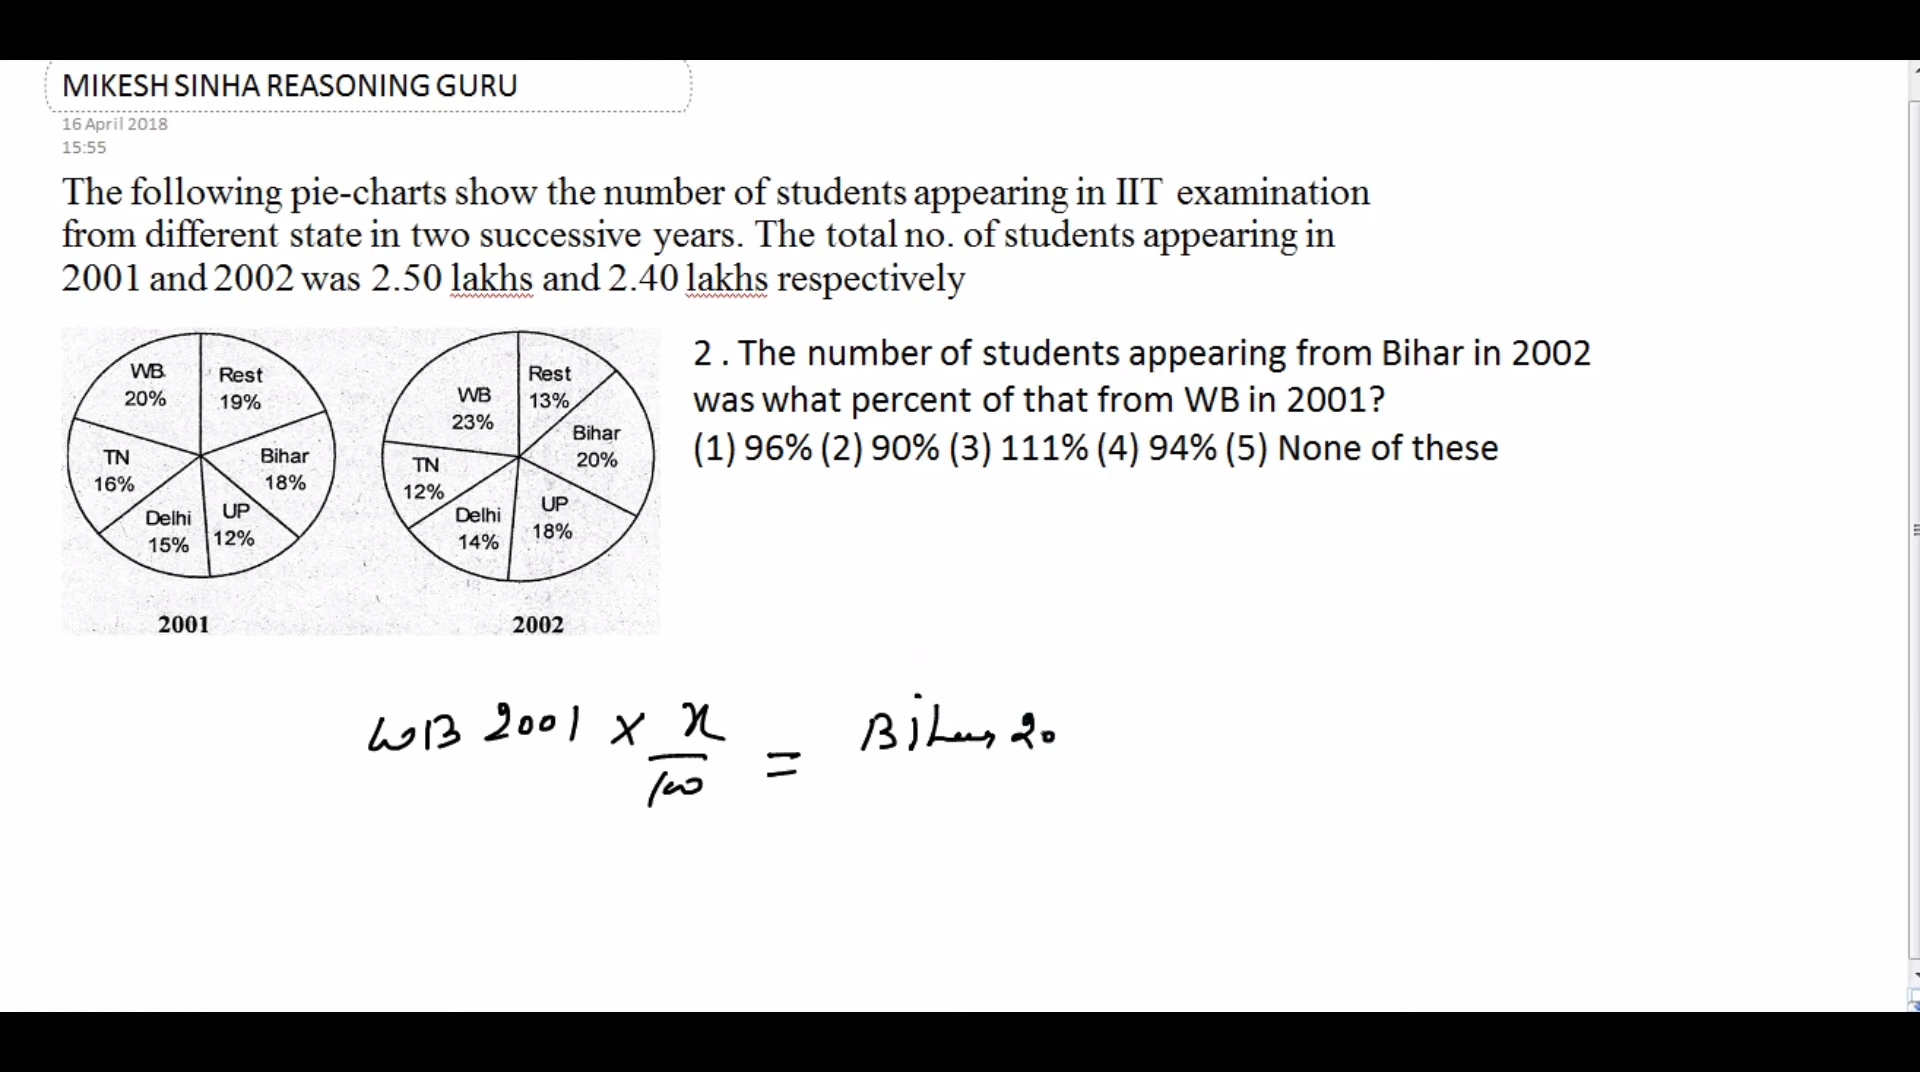 MIKESH SINHA REASONING GURU
16 April 2018
15:55
The following pie-charts show the number of students appearing in IIT examination
from different state in two successive years. The total no. of students appearing in
2001 and 2002 was 2.50 lakhs and 2.40 lakhs respectively
WB
20%
Rest
19%
TN
16%
Bihar
18%
Delhi
15%
UP
12%
2001
WB
23%
Rest
13%
Bihar
20%
TN
12%
Delhi
14%
UP
18%
2002
2 . The number of students appearing from Bihar in 2002
was what percent of that from WB in 2001?
(1) 96% (2) 90% (3) 111% (4) 94% (5) None of these
WB 2001 × x/100 = Bihar 20